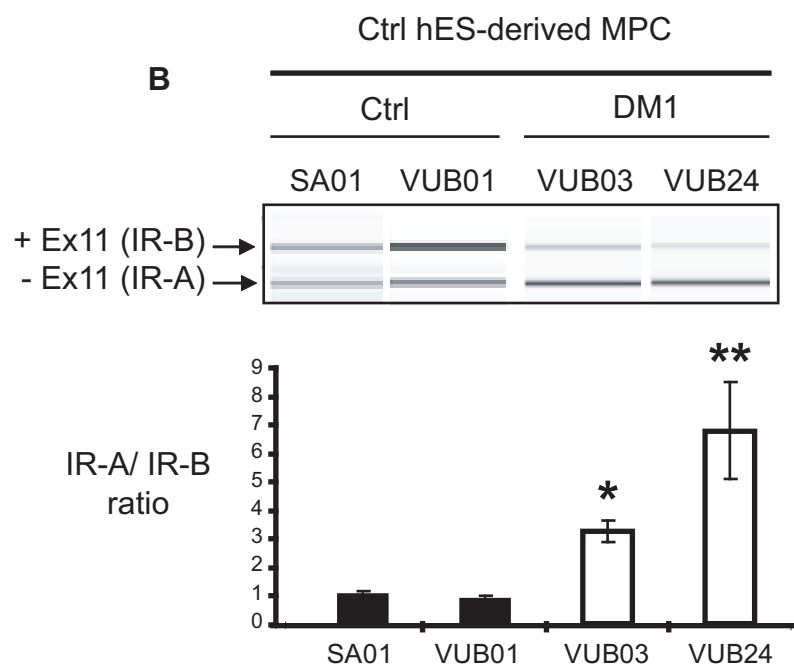 Ctrl hES-derived MPC
B
Ctrl DM1
SA01 VUB01 VUB03 VUB24
+ Ex11 (IR-B)
- Ex11 (IR-A)
9
8
7
6
5
4
3
2
1
0
IR-A/ IR-B
ratio
*
**
SA01 VUB01 VUB03 VUB24